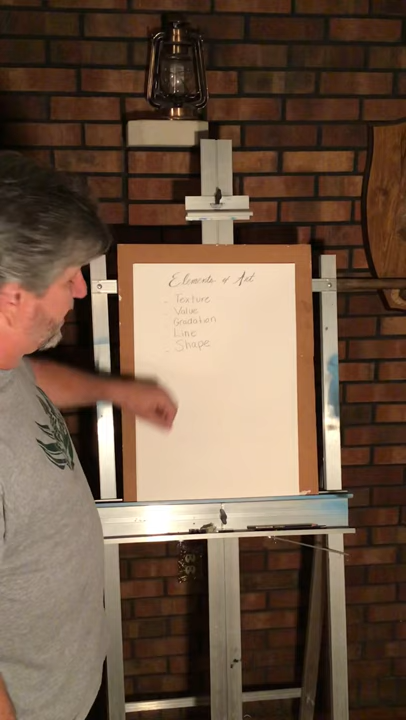 Elements of Art
- Texture
- Value
- Gradation
- Line
- Shape